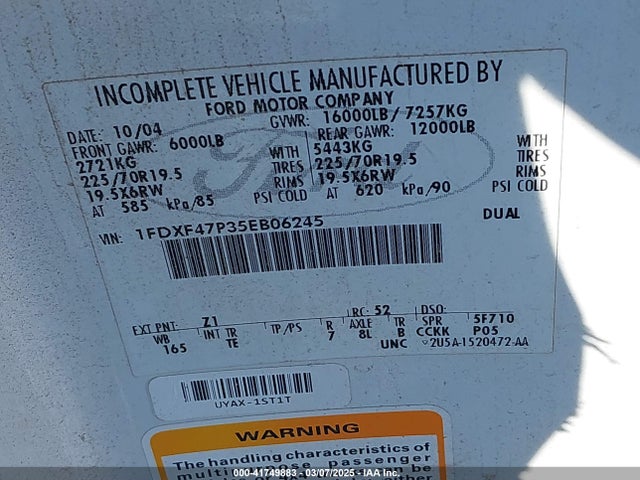 INCOMPLETE VEHICLE MANUFACTURED BY
FORD MOTOR COMPANY
DATE: 10/04 GVWR: 16000LB/ 7257KG
FRONT GAWR: 6000LB REAR GAWR: 12000LB
2721KG WITH 5443KG WITH
225/70R19.5 TIRES 225/70R19.5 TIRES
19.5X6RW RIMS 19.5X6RW RIMS
AT 585 kPa/85 PSI COLD AT 620 kPa/90 PSI COLD
VIN: 1FDXF47P35EB06245 DUAL
EXT PNT: Z1 RC: 52 DSO:
WB INT TR TP/PS R AXLE TR SPR 5F710
165 TE 7 8L B CCKK P05
UNC 2U5A-1520472-AA
UYAX-1ST1T
WARNING
The handling characteristics of
passenger
be
00-41749883 - 03/07/2025 - IAA Inc.